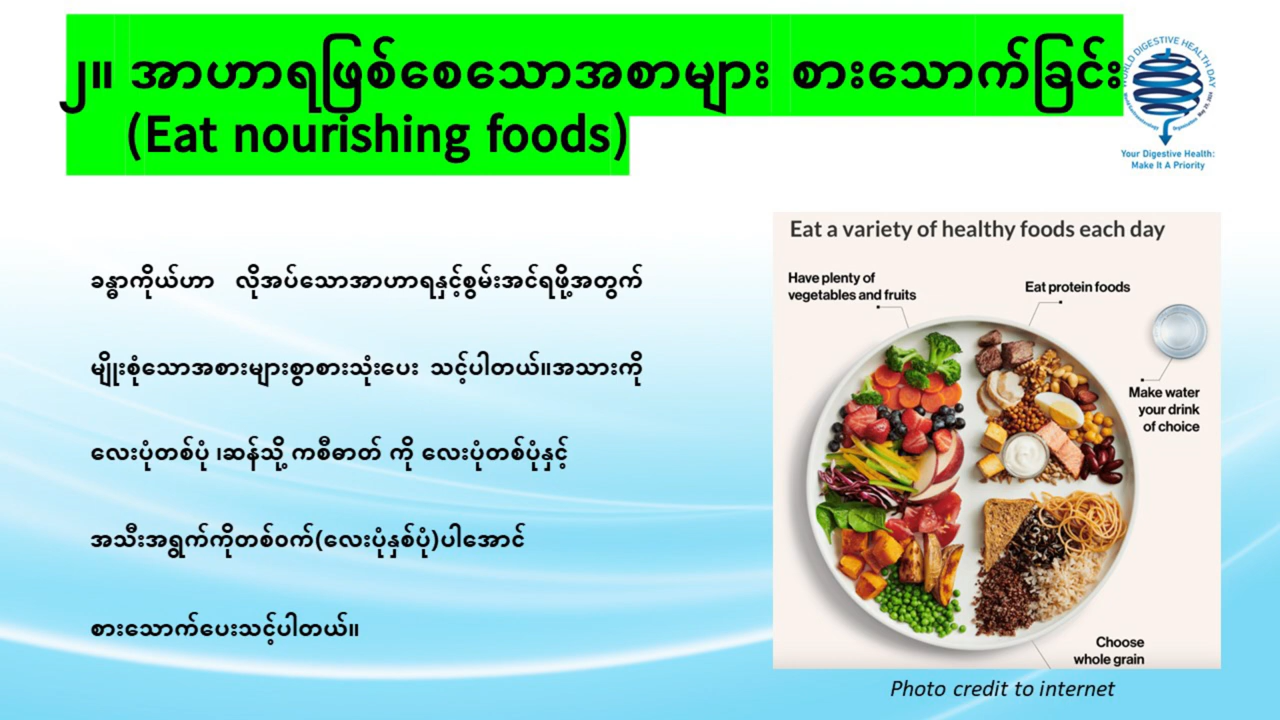 ၂။ အာဟာရဖြစ်စေသောအစာများ စားသောက်ခြင်း
(Eat nourishing foods)
WORLD DIGESTIVE HEALTH DAY
Your Digestive Health:
Make It A Priority
ခန္ဓာကိုယ်ဟာ လိုအပ်သောအာဟာရနှင့်စွမ်းအင်ရဖို့အတွက်
မျိုးစုံသောအစားများစွာစားသုံးပေး သင့်ပါတယ်။အသားကို
လေးပုံတစ်ပုံ ၊ဆန်သို့ ကစီဓာတ် ကို လေးပုံတစ်ပုံနှင့်
အသီးအရွက်ကိုတစ်ဝက်(လေးပုံနှစ်ပုံ)ပါအောင်
စားသောက်ပေးသင့်ပါတယ်။
Eat a variety of healthy foods each day
Have plenty of
vegetables and fruits
Eat protein foods
Make water
your drink
of choice
Choose
whole grain
Photo credit to internet